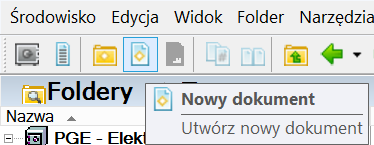 Środowisko Edycja Widok Folder Narzędzia
Foldery
Nowy dokument
Utwórz nowy dokument
Nazwa
PGE - Elekt